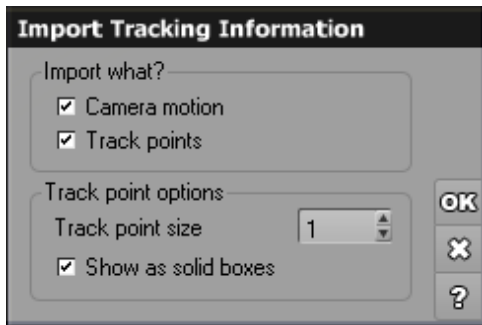 Import Tracking Information
Import what?
Camera motion
Track points
Track point options
Track point size 1
Show as solid boxes
OK
?